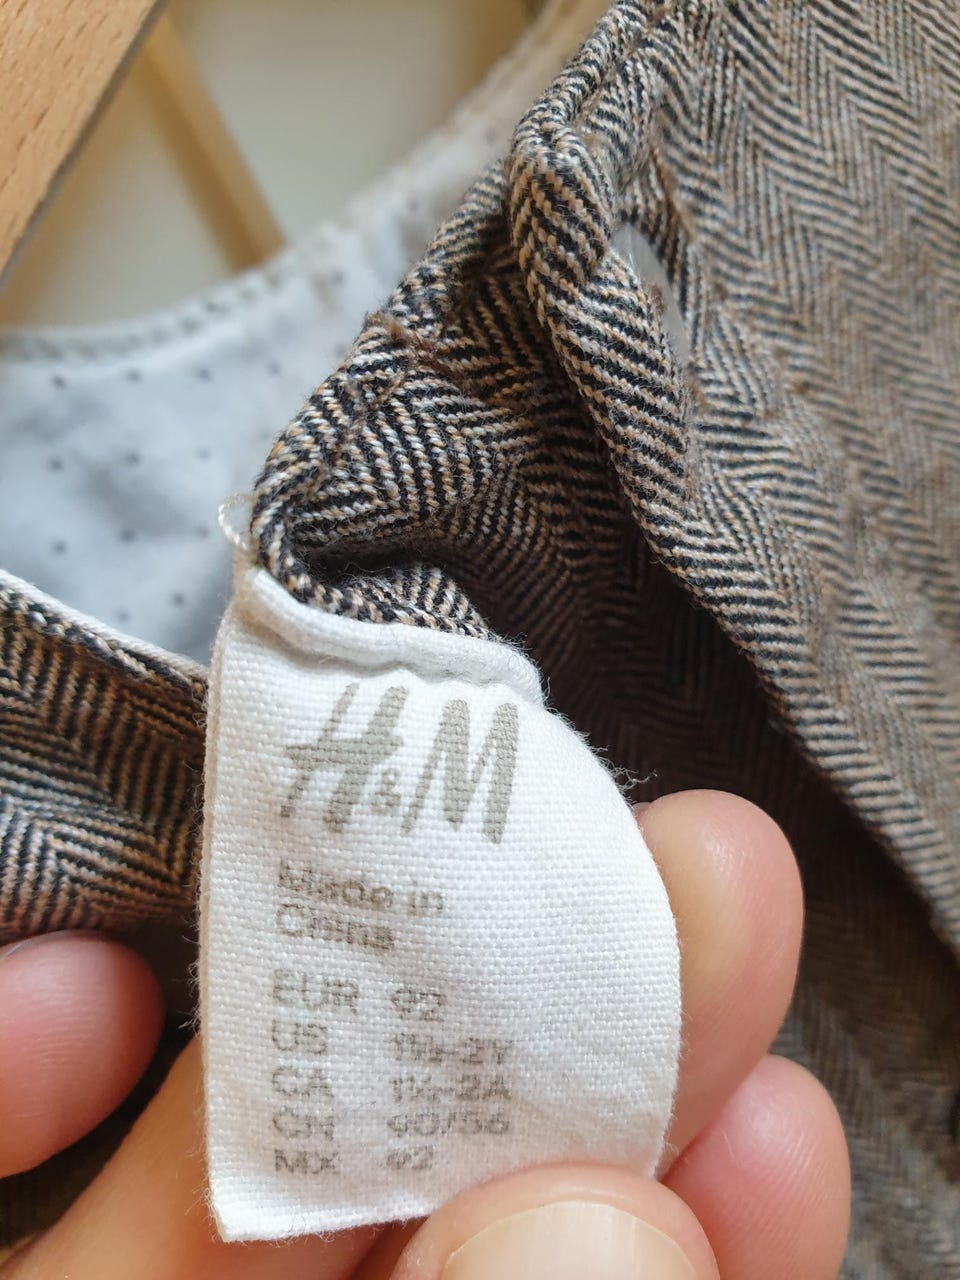 H&M
Made in
China
EUR 92
US 1½-2Y
CA 1½-2A
CN 90/56
MX 92